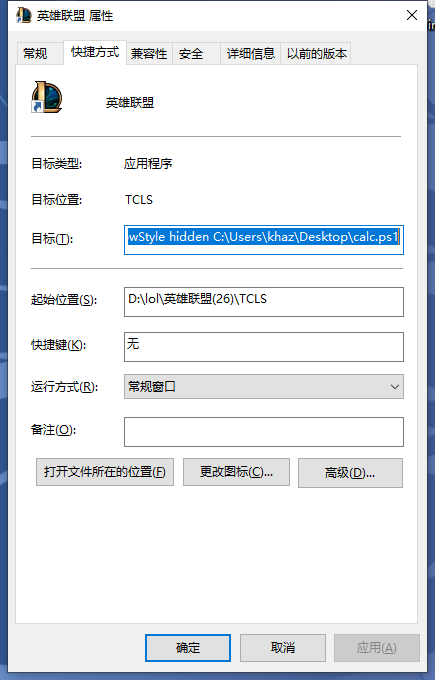 英雄联盟 属性
常规 快捷方式 兼容性 安全 详细信息 以前的版本
英雄联盟
目标类型: 应用程序
目标位置: TCLS
目标(T): wStyle hidden C:\Users\khaz\Desktop\calc.ps1
起始位置(S): D:\lol\英雄联盟(26)\TCLS
快捷键(K): 无
运行方式(R): 常规窗口
备注(O):
打开文件所在的位置(F) 更改图标(C)... 高级(D)...
确定 取消 应用(A)